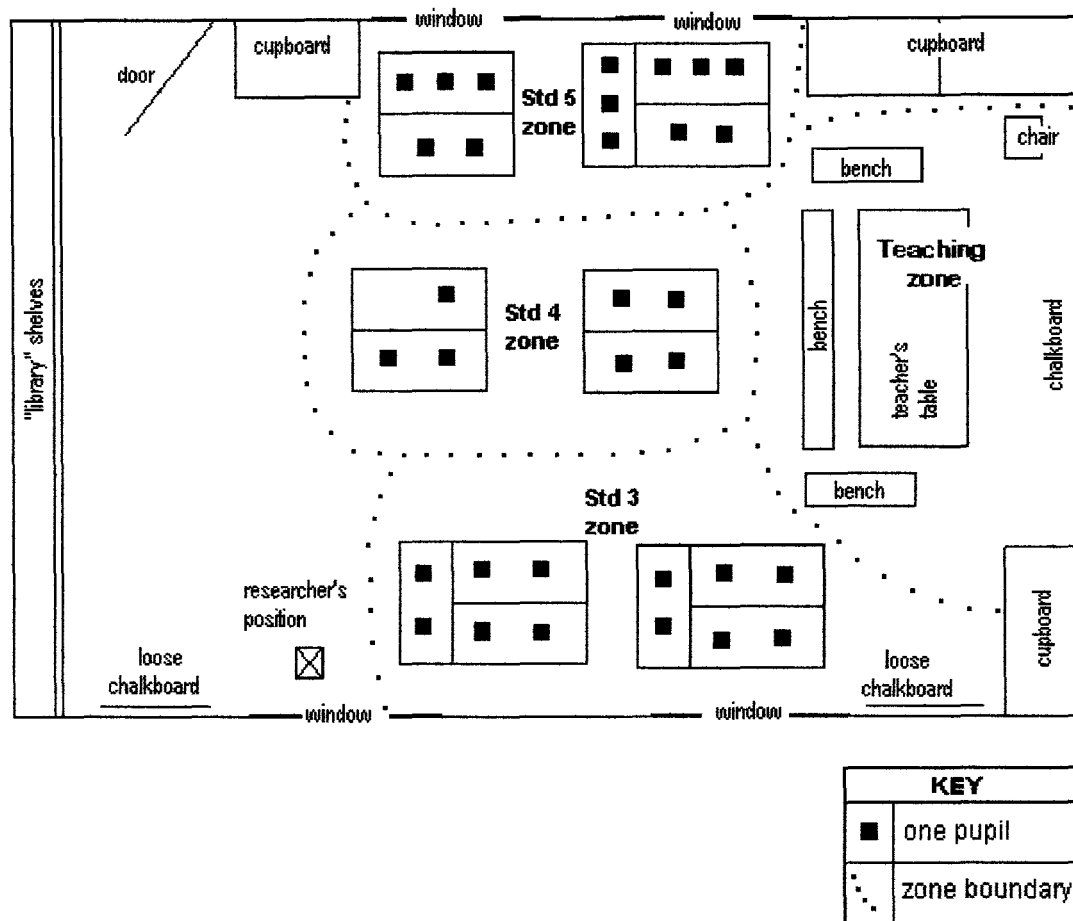 window
window
cupboard
cupboard
door
Std 5
zone
chair
bench
Teaching
zone
"library" shelves
Std 4
zone
bench
teacher's
table
chalkboard
bench
Std 3
zone
researcher's
position
cupboard
loose
chalkboard
loose
chalkboard
window
window
KEY
one pupil
zone boundary